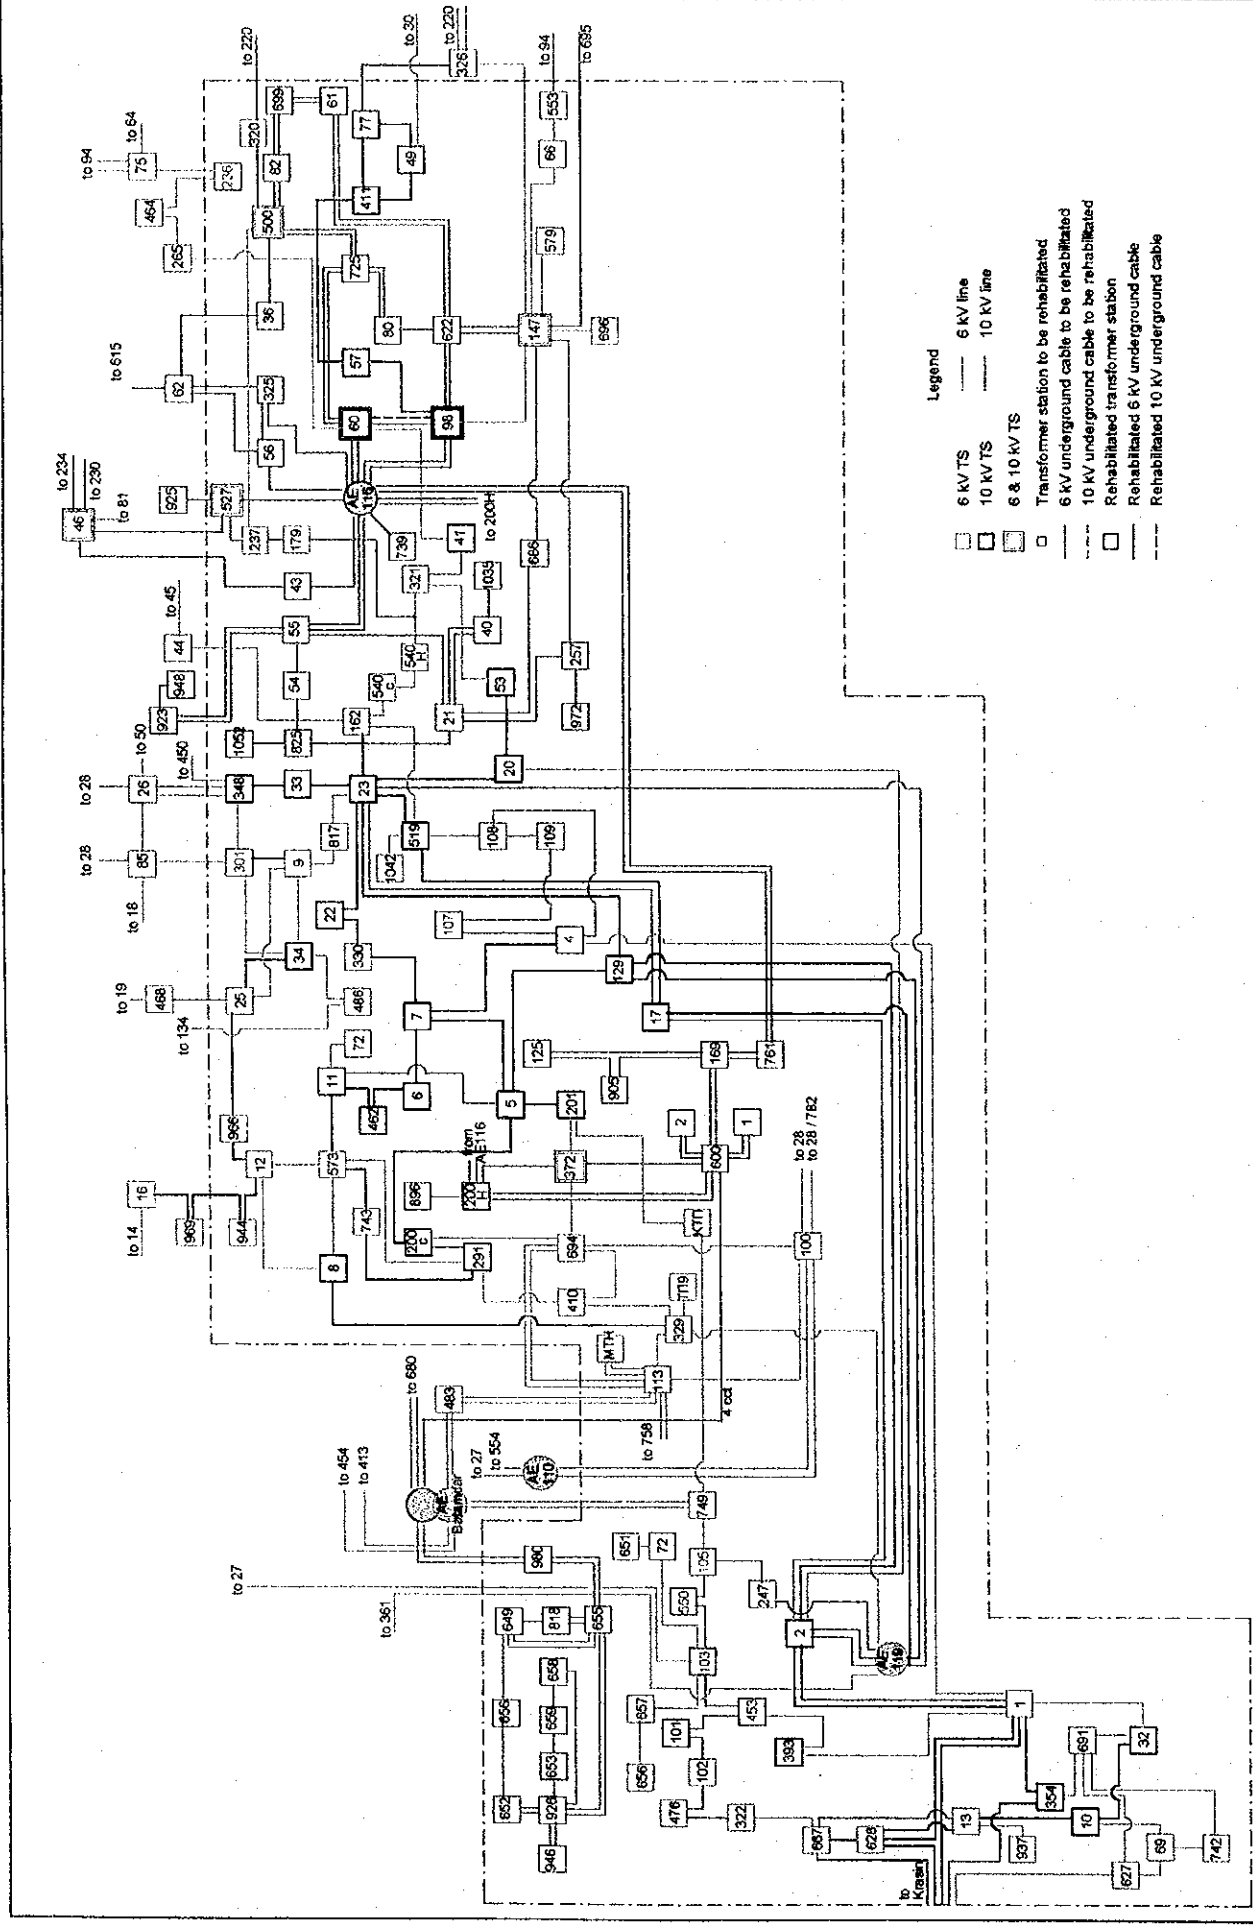 to 220
to 30
to 220
326
to 94
to 695
to 94
to 64
75
236
464
265
320
699
61
82
77
49
553
66
500
411
725
579
36
80
622
147
696
to 615
62
325
57
56
60
98
to 234
to 230
46
to 81
925
527
AE
116
to 200H
237
179
739
41
686
43
321
1035
to 45
44
55
40
540
H
257
948
923
54
540
C
53
972
162
21
to 50
to 450
1052
825
to 28
26
348
33
23
20
to 28
85
301
9
817
519
108
109
1042
to 18
22
107
34
330
4
129
to 19
468
25
486
to 134
7
17
11
72
125
169
761
462
6
905
966
5
201
2
1
12
573
from
AE116
372
600
to 28
to 28 / 782
16
896
200
H
to 14
969
944
743
200
C
КТП
694
100
8
291
410
ТП9
329
МТН
113
to 680
483
to 758
4 cct
to 454
to 413
to 27
to 554
AE
110
AE
Batamdar
749
980
651
72
105
to 27
550
247
to 361
649
818
655
2
103
AE
119
658
656
659
657
453
1
101
653
393
691
32
656
102
652
926
354
476
322
13
10
946
667
628
937
69
742
627
to
Krasin
Legend
6 kV TS
10 kV TS
6 & 10 kV TS
6 kV line
10 kV line
Transformer station to be rehabilitated
6 kV underground cable to be rehabilitated
10 kV underground cable to be rehabilitated
Rehabilitated transformer station
Rehabilitated 6 kV underground cable
Rehabilitated 10 kV underground cable